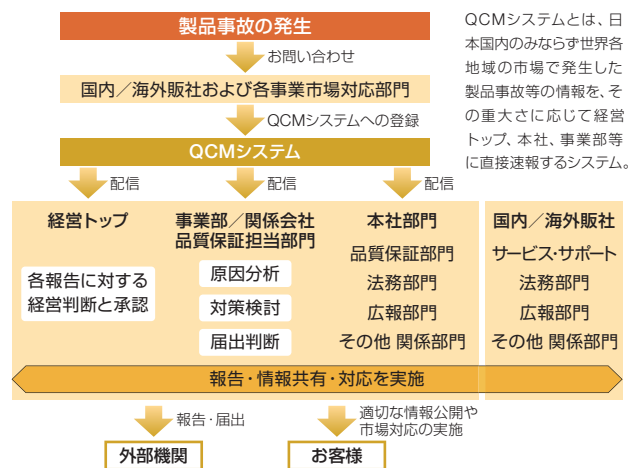 製品事故の発生
お問い合わせ
国内／海外販社および各事業市場対応部門
QCMシステムへの登録
QCMシステム
QCMシステムとは、日
本国内のみならず世界各
地域の市場で発生した
製品事故等の情報を、そ
の重大さに応じて経営
トップ、本社、事業部等
に直接速報するシステム。
配信
配信
配信
経営トップ
各報告に対する
経営判断と承認
事業部／関係会社
品質保証担当部門
原因分析
対策検討
届出判断
本社部門
品質保証部門
法務部門
広報部門
その他 関係部門
国内／海外販社
サービス・サポート
法務部門
広報部門
その他 関係部門
報告・情報共有・対応を実施
報告・届出
外部機関
適切な情報公開や
市場対応の実施
お客様